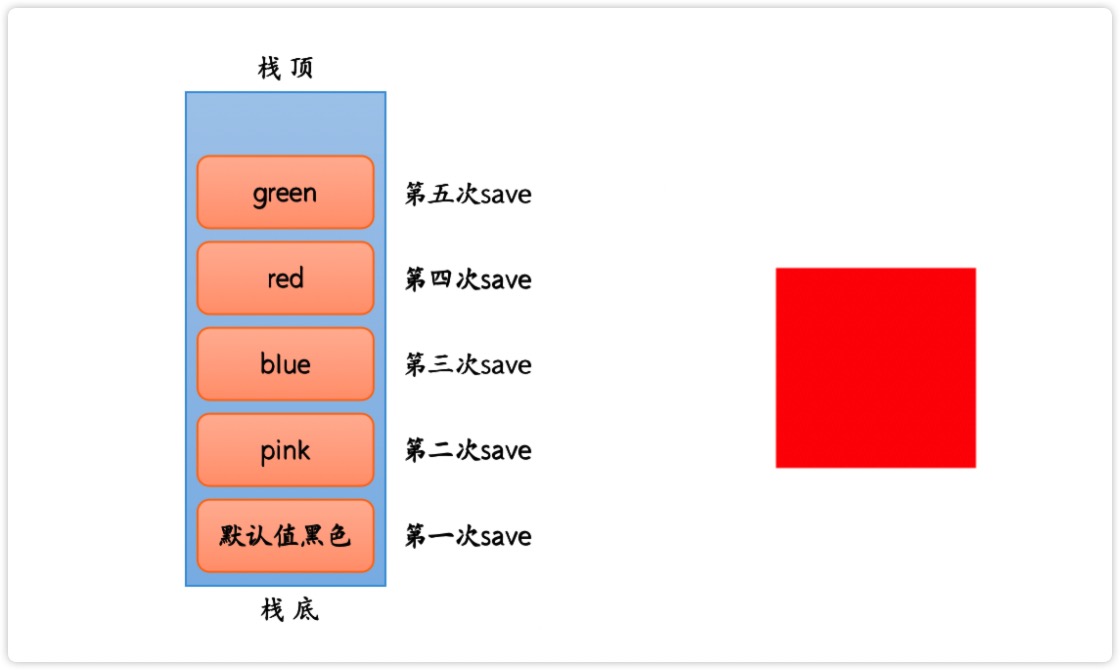 栈 顶
green 第五次save
red 第四次save
blue 第三次save
pink 第二次save
默认值,黑色 第一次save
栈 底